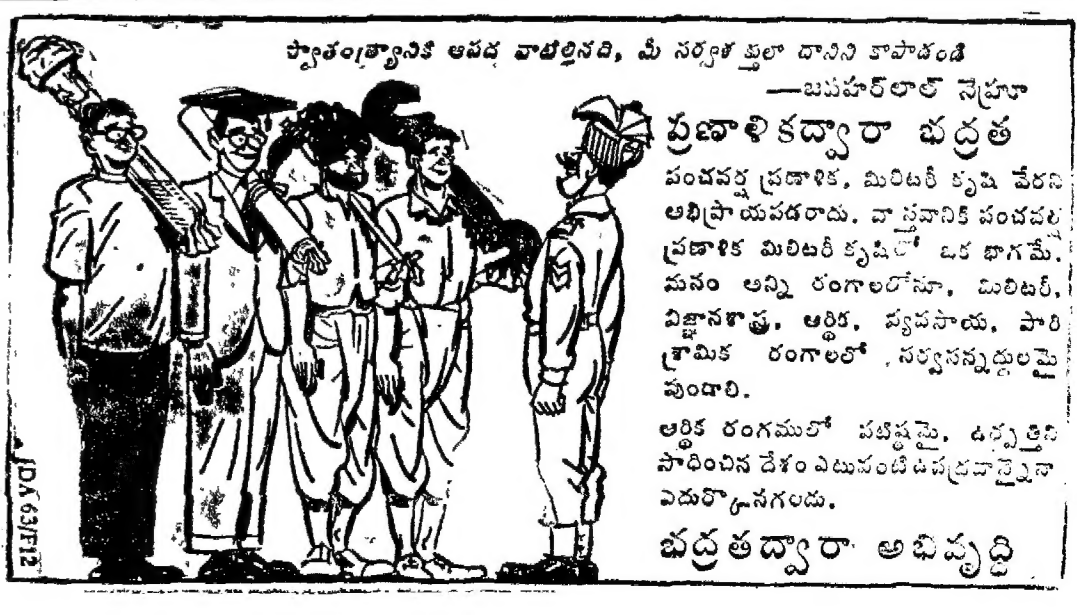 స్వాతంత్ర్యానికి ఆపద వాటిల్లినది, మీ సర్వశక్తులా దానిని కాపాడండి
—జవహర్‌లాల్ నెహ్రూ
ప్రణాళికద్వారా భద్రత
పంచవర్ష ప్రణాళిక, మిలిటరీ కృషి వేరని
అభిప్రాయపడరాదు. వాస్తవానికి పంచవర్ష
ప్రణాళిక మిలిటరీ కృషిలో ఒక భాగమే.
మనం అన్ని రంగాలలోనూ, మిలిటరీ,
విజ్ఞానశాస్త్ర, ఆర్థిక, వ్యవసాయ, పారి
శ్రామిక రంగాలలో సర్వసన్నద్ధులమై
వుండాలి.
ఆర్థిక రంగములో పటిష్ఠమై, ఉత్పత్తిని
సాధించిన దేశం ఎటువంటి ఉపద్రవాన్నైనా
ఎదుర్కొనగలదు.
భద్రతద్వారా అభివృద్ధి
DA 63/F12